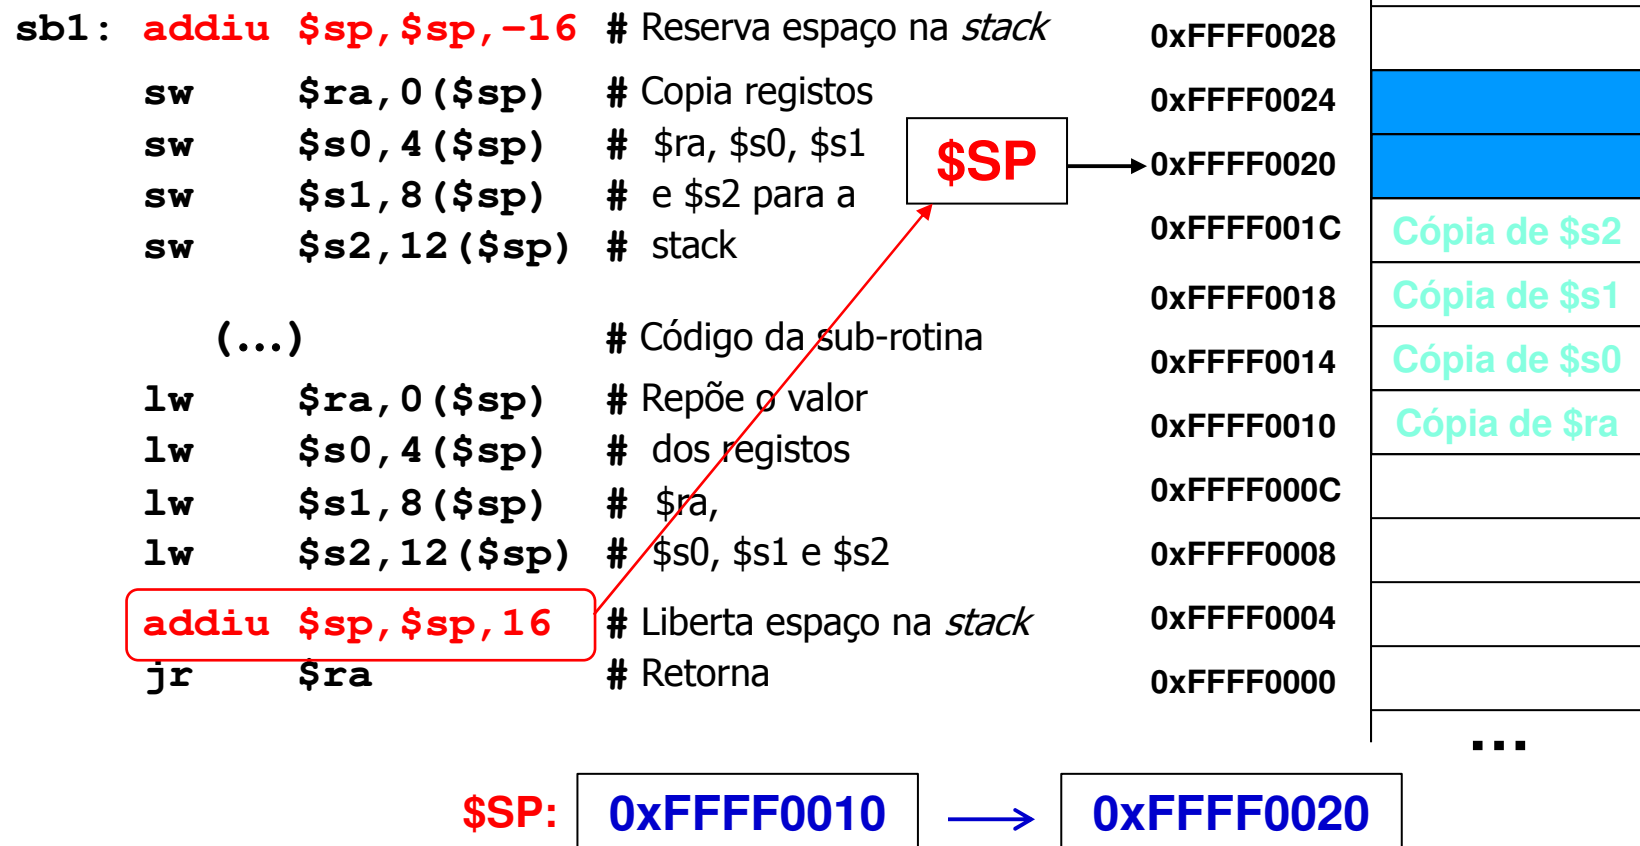 sb1: addiu $sp,$sp,-16 # Reserva espaço na stack
sw $ra,0($sp) # Copia registos
sw $s0,4($sp) # $ra, $s0, $s1
sw $s1,8($sp) # e $s2 para a
sw $s2,12($sp) # stack
(...) # Código da sub-rotina
lw $ra,0($sp) # Repõe o valor
lw $s0,4($sp) # dos registos
lw $s1,8($sp) # $ra,
lw $s2,12($sp) # $s0, $s1 e $s2
addiu $sp,$sp,16 # Liberta espaço na stack
jr $ra # Retorna
$SP
0xFFFF0028
0xFFFF0024
0xFFFF0020
0xFFFF001C Cópia de $s2
0xFFFF0018 Cópia de $s1
0xFFFF0014 Cópia de $s0
0xFFFF0010 Cópia de $ra
0xFFFF000C
0xFFFF0008
0xFFFF0004
0xFFFF0000
...
$SP: 0xFFFF0010 0xFFFF0020